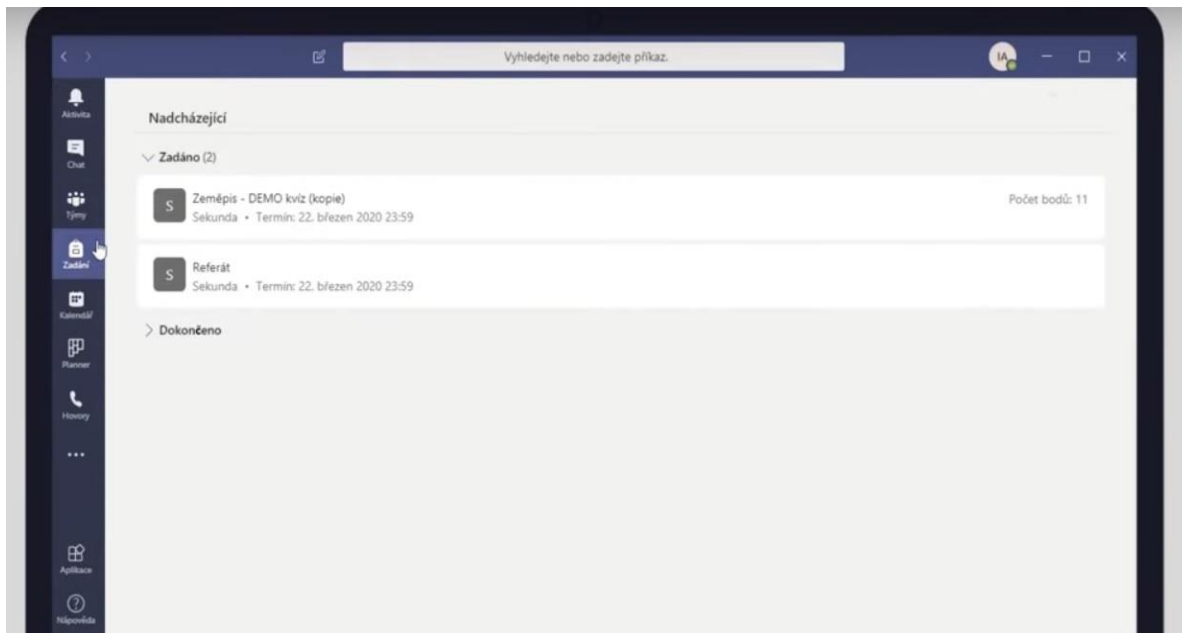 Vyhledejte nebo zadejte příkaz.
IA
Aktivita
Chat
Týmy
Zadání
Kalendář
Planner
Hovory
Aplikace
Nápověda
Nadcházející
Zadáno (2)
S
Zeměpis - DEMO kvíz (kopie)
Počet bodů: 11
Sekunda • Termín: 22. březen 2020 23:59
S
Referát
Sekunda • Termín: 22. březen 2020 23:59
Dokončeno